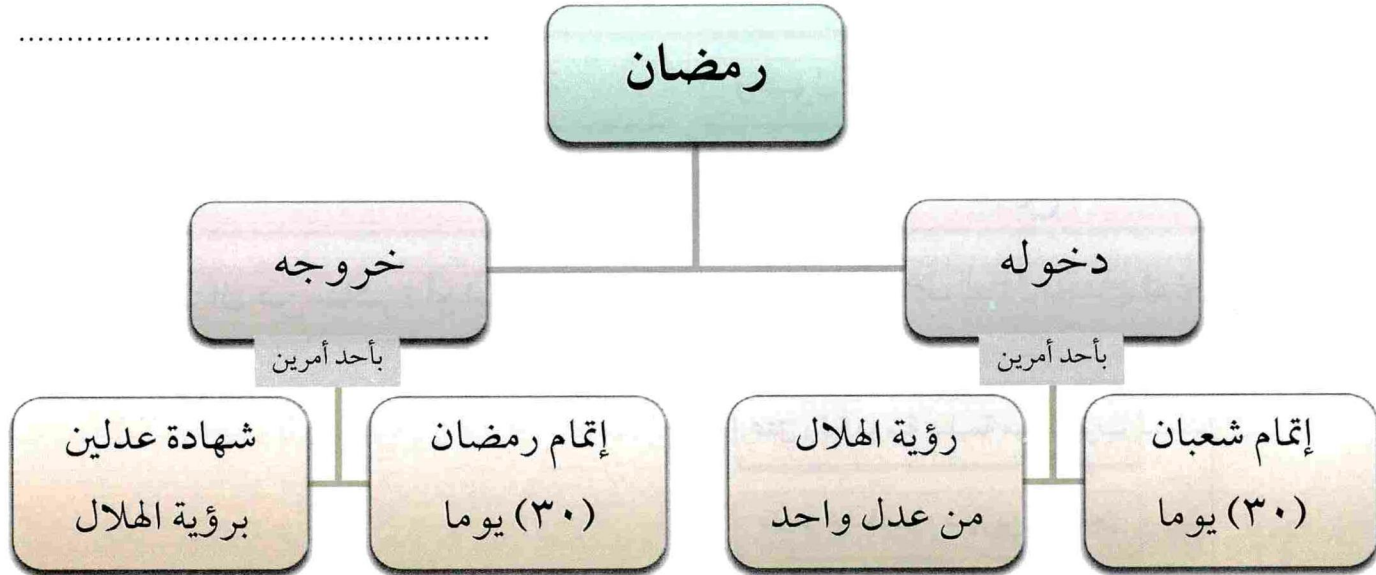 رمضان
دخوله
خروجه
بأحد أمرين
بأحد أمرين
إتمام شعبان
(٣٠) يوما
رؤية الهلال
من عدل واحد
إتمام رمضان
(٣٠) يوما
شهادة عدلين
برؤية الهلال